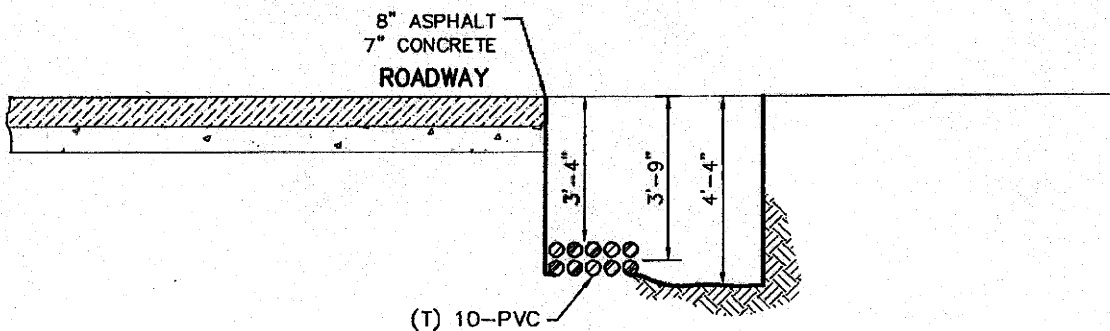 8" ASPHALT
7" CONCRETE
ROADWAY
3'-4"
3'-9"
4'-4"
(T) 10-PVC